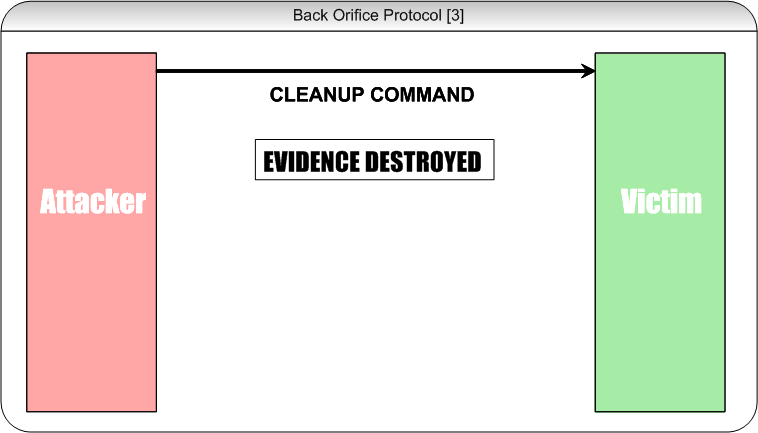 Back Orifice Protocol [3]
CLEANUP COMMAND
EVIDENCE DESTROYED
Attacker
Victim